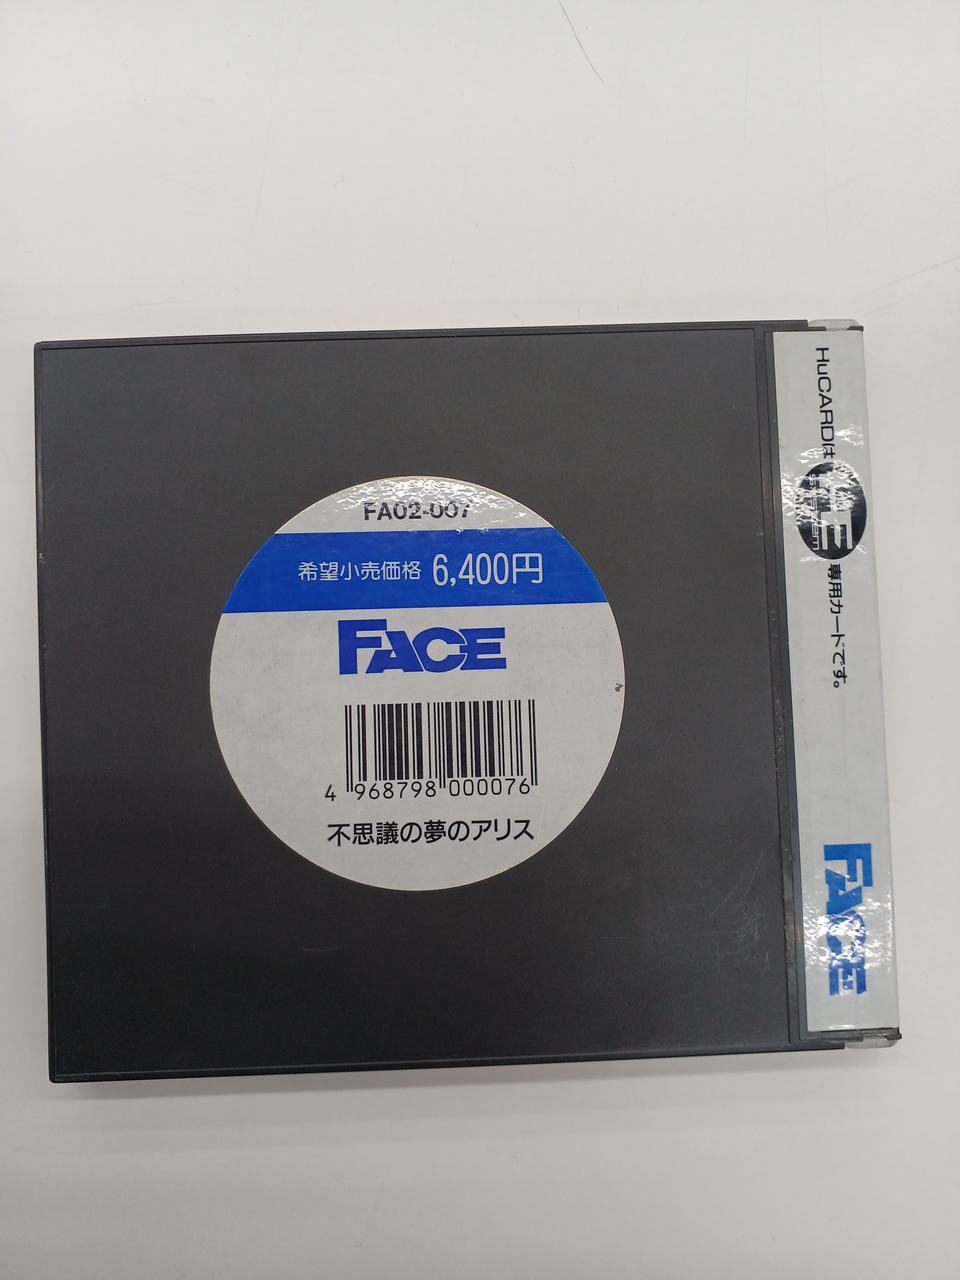 FA02-007
希望小売価格 6,400円
FACE
4 968798 000076
不思議の夢のアリス
HuCARDは
専用カードです。
FACE